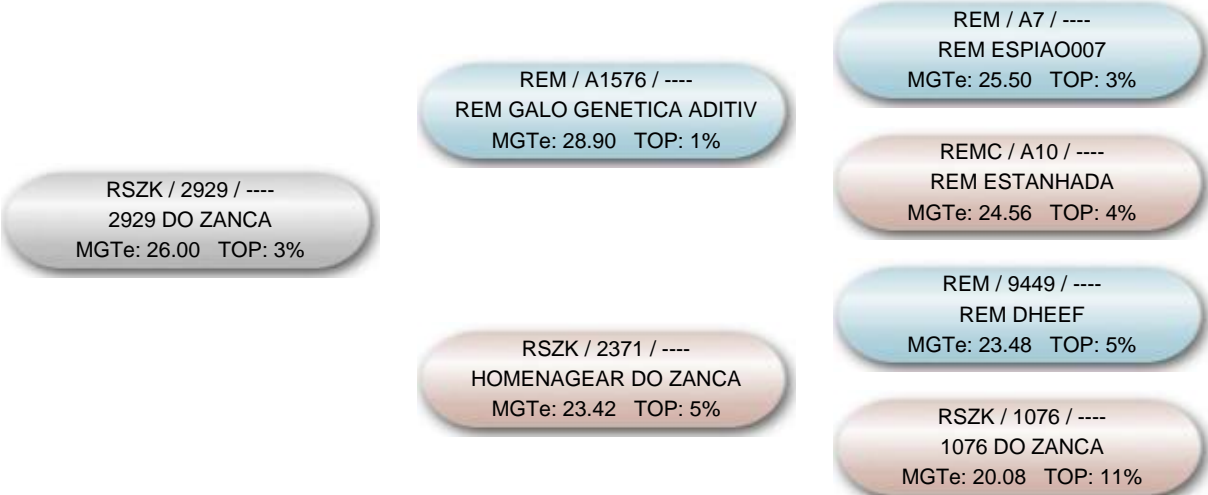 RSZK / 2929 / ----
2929 DO ZANCA
MGTe: 26.00 TOP: 3%
REM / A1576 / ----
REM GALO GENETICA ADITIV
MGTe: 28.90 TOP: 1%
RSZK / 2371 / ----
HOMENAGEAR DO ZANCA
MGTe: 23.42 TOP: 5%
REM / A7 / ----
REM ESPIAO007
MGTe: 25.50 TOP: 3%
REMC / A10 / ----
REM ESTANHADA
MGTe: 24.56 TOP: 4%
REM / 9449 / ----
REM DHEEF
MGTe: 23.48 TOP: 5%
RSZK / 1076 / ----
1076 DO ZANCA
MGTe: 20.08 TOP: 11%